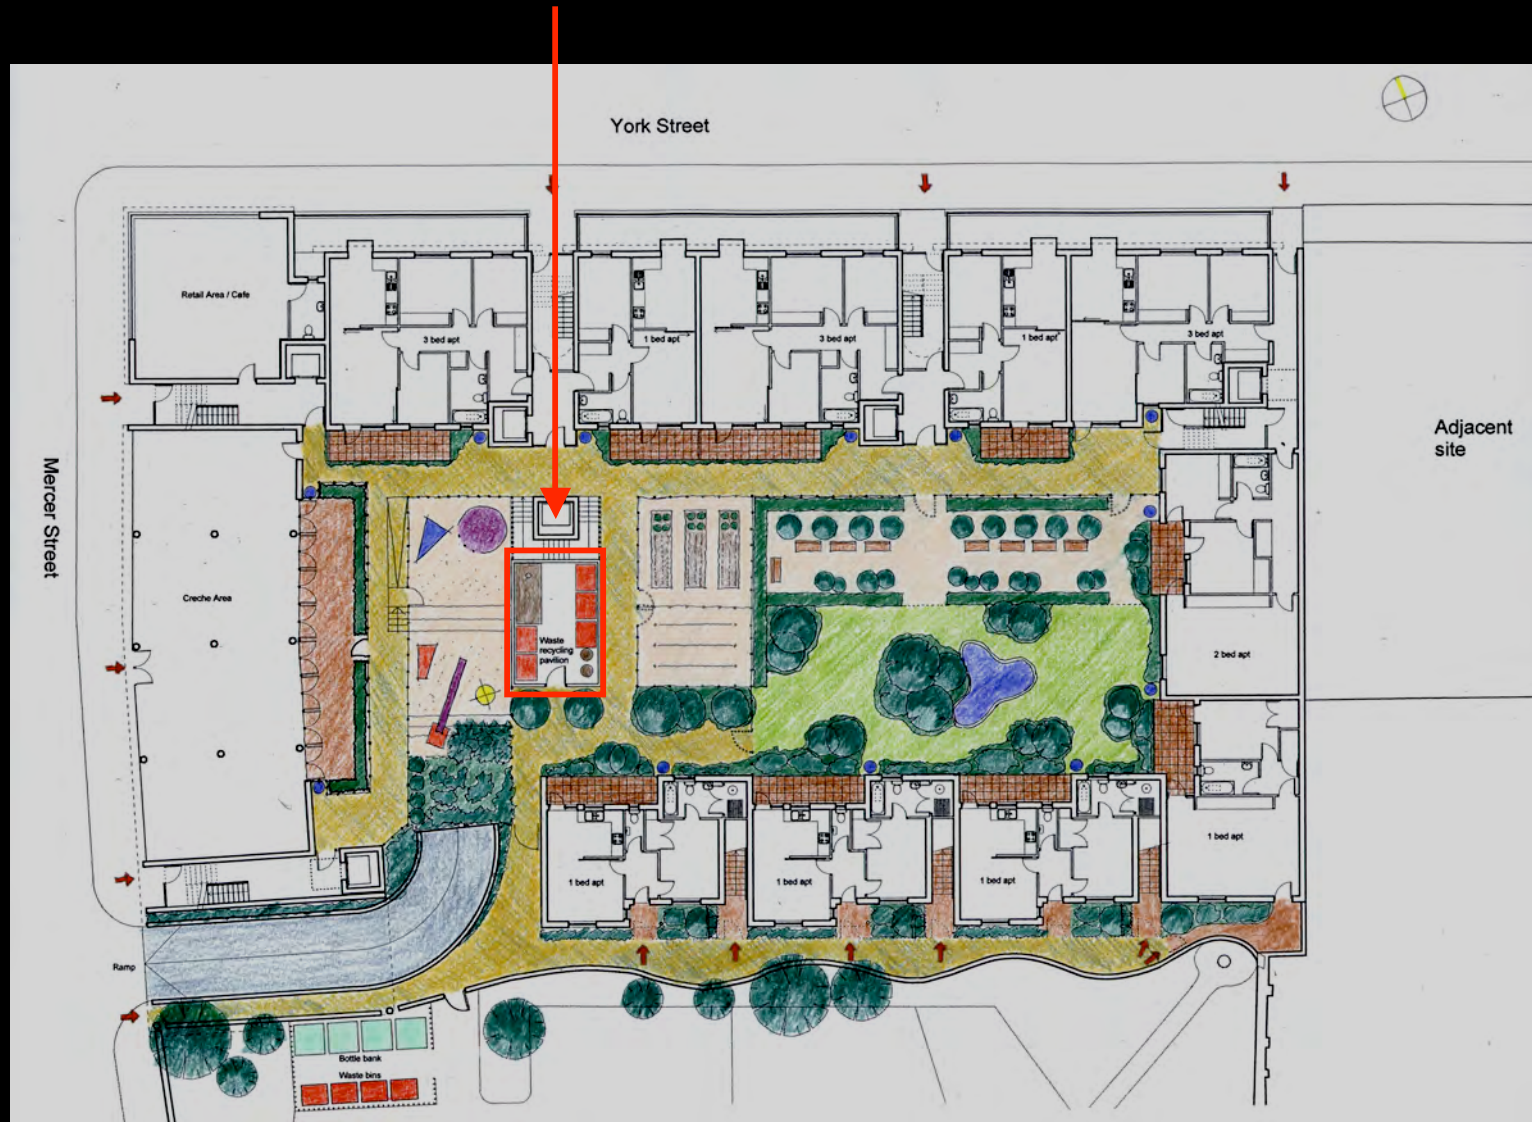 York Street
Retail Area / Cafe
3 bed apt
1 bed apt
3 bed apt
1 bed apt
3 bed apt
Adjacent
site
Mercer Street
Creche Area
Waste
recycling
pavilion
2 bed apt
1 bed apt
1 bed apt
1 bed apt
1 bed apt
Ramp
Bottle bank
Waste bins